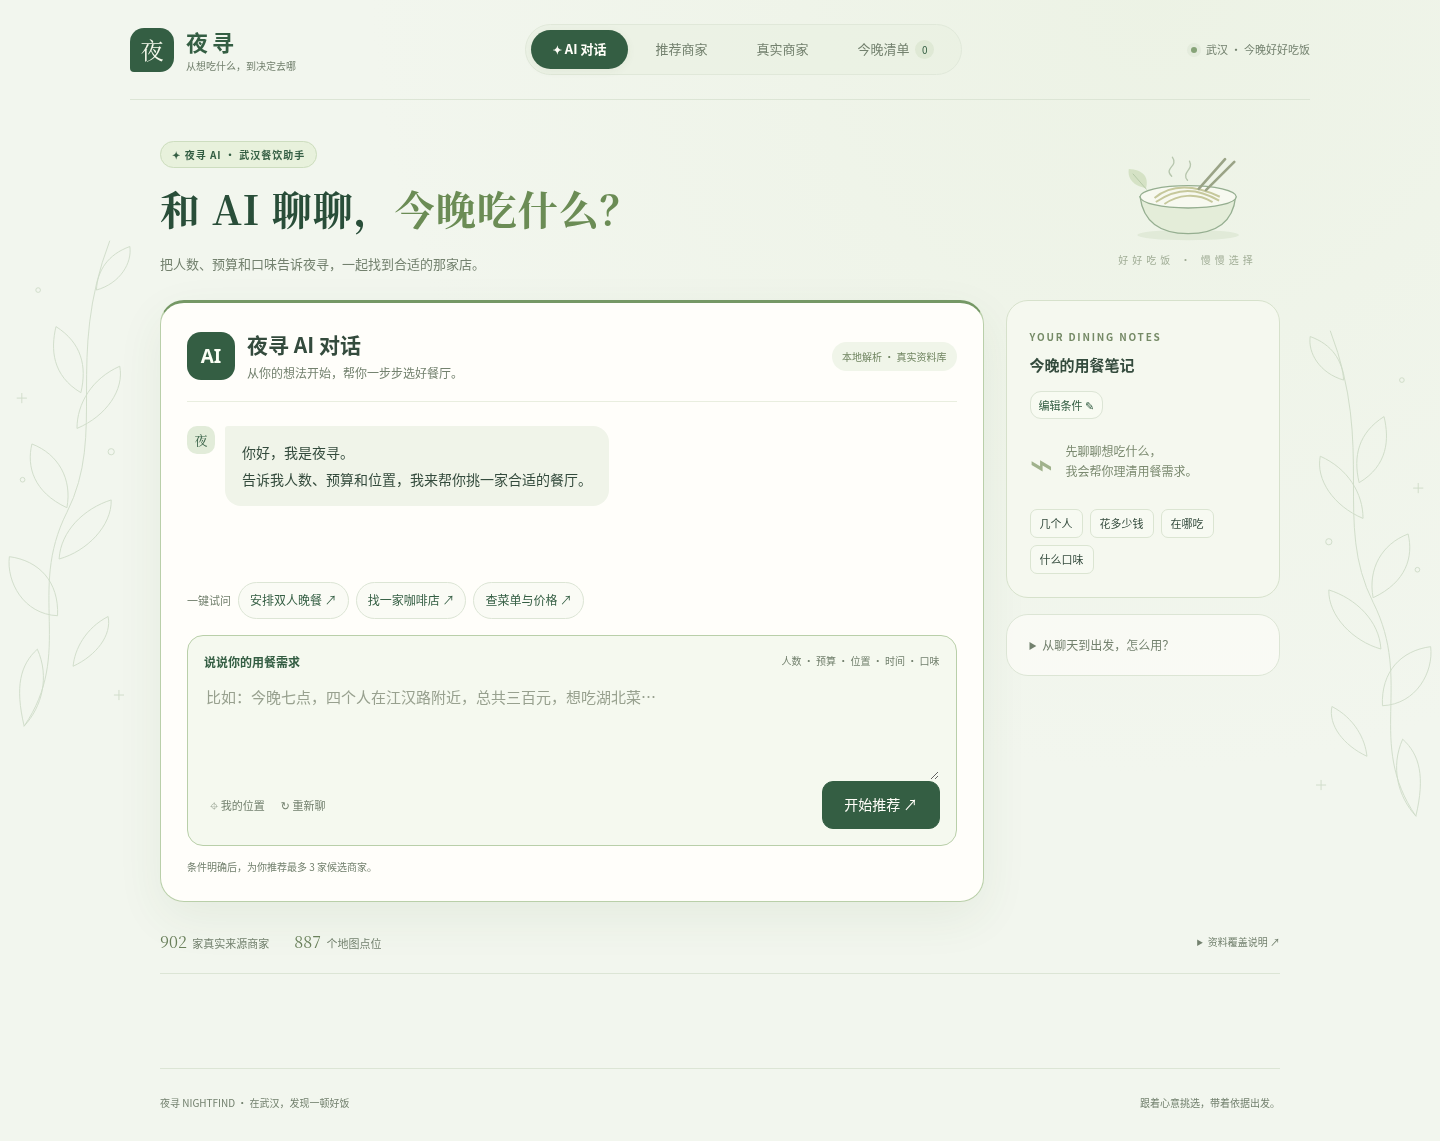 夜
夜寻
从想吃什么，到决定去哪
✦ AI 对话
推荐商家
真实商家
今晚清单 0
武汉 · 今晚好好吃饭
✦ 夜寻 AI · 武汉餐饮助手
和 AI 聊聊，今晚吃什么？
把人数、预算和口味告诉夜寻，一起找到合适的那家店。
好好吃饭 · 慢慢选择
AI
夜寻 AI 对话
从你的想法开始，帮你一步步选好餐厅。
本地解析 · 真实资料库
夜
你好，我是夜寻。
告诉我人数、预算和位置，我来帮你挑一家合适的餐厅。
一键试问
安排双人晚餐 ↗
找一家咖啡店 ↗
查菜单与价格 ↗
说说你的用餐需求
人数 · 预算 · 位置 · 时间 · 口味
比如：今晚七点，四个人在江汉路附近，总共三百元，想吃湖北菜…
⟐ 我的位置
↻ 重新聊
开始推荐 ↗
条件明确后，为你推荐最多 3 家候选商家。
YOUR DINING NOTES
今晚的用餐笔记
编辑条件 ✎
先聊聊想吃什么，
我会帮你理清用餐需求。
几个人
花多少钱
在哪吃
什么口味
▶ 从聊天到出发，怎么用？
902 家真实来源商家
887 个地图点位
▶ 资料覆盖说明 ↗
夜寻 NIGHTFIND · 在武汉，发现一顿好饭
跟着心意挑选，带着依据出发。